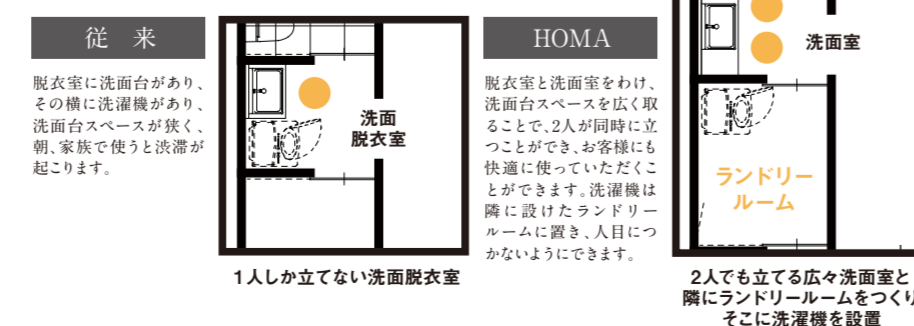 従 来
脱衣室に洗面台があり、
その横に洗濯機があり、
洗面台スペースが狭く、
朝、家族で使うと渋滞が
起こります。
洗面
脱衣室
1人しか立てない洗面脱衣室
HOMA
脱衣室と洗面室をわけ、
洗面台スペースを広く取
ることで、2人が同時に立
つことができ、お客様にも
快適に使っていただくこ
とができます。洗濯機は
隣に設けたランドリー
ルームに置き、人目につ
かないようにできます。
洗面室
ランドリー
ルーム
2人でも立てる広々洗面室と
隣にランドリールームをつくり
そこに洗濯機を設置